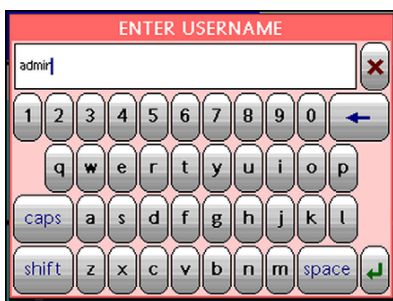 ENTER USERNAME
admin
1 2 3 4 5 6 7 8 9 0
q w e r t y u i o p
caps a s d f g h j k l
shift z x c v b n m space